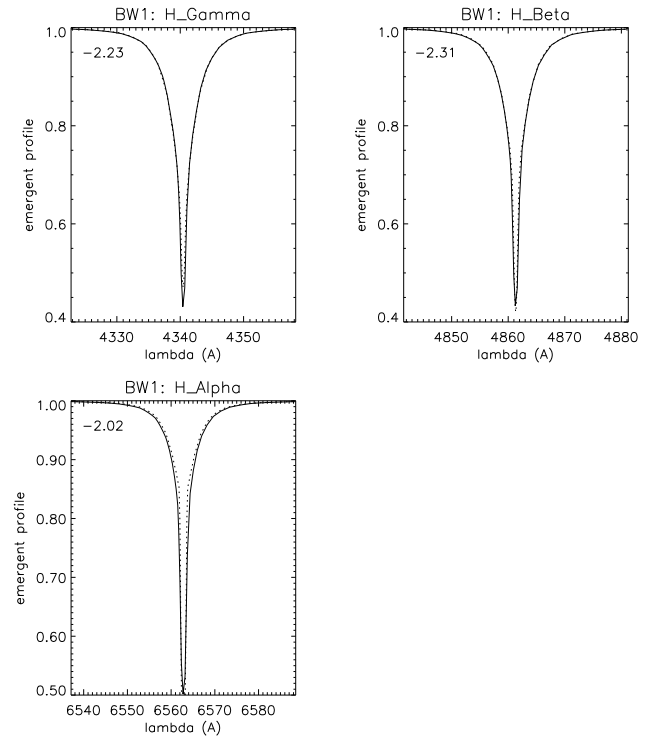 BW1: H_Gamma
1.0
−2.23
0.8
0.6
0.4
emergent profile
4330 4340 4350
lambda (A)
BW1: H_Beta
1.0
−2.31
0.8
0.6
0.4
emergent profile
4850 4860 4870 4880
lambda (A)
BW1: H_Alpha
1.00
−2.02
0.90
0.80
0.70
0.60
0.50
emergent profile
6540 6550 6560 6570 6580
lambda (A)